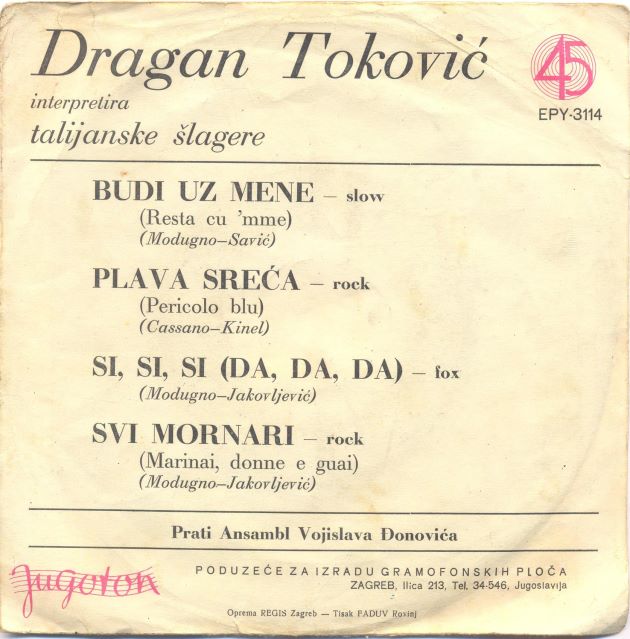 Dragan Toković
45
interpretira
EPY-3114
talijanske šlagere
BUDI UZ MENE – slow
(Resta cu 'mme)
(Modugno–Savić)
PLAVA SREĆA – rock
(Pericolo blu)
(Cassano–Kinel)
SI, SI, SI (DA, DA, DA) – fox
(Modugno–Jakovljević)
SVI MORNARI – rock
(Marinai, donne e guai)
(Modugno–Jakovljević)
Prati Ansambl Vojislava Đonovića
Jugoton
PODUZEĆE ZA IZRADU GRAMOFONSKIH PLOČA
ZAGREB, Ilica 213, Tel. 34-546, Jugoslavija
Oprema REGIS Zagreb — Tisak FADUV Rovinj